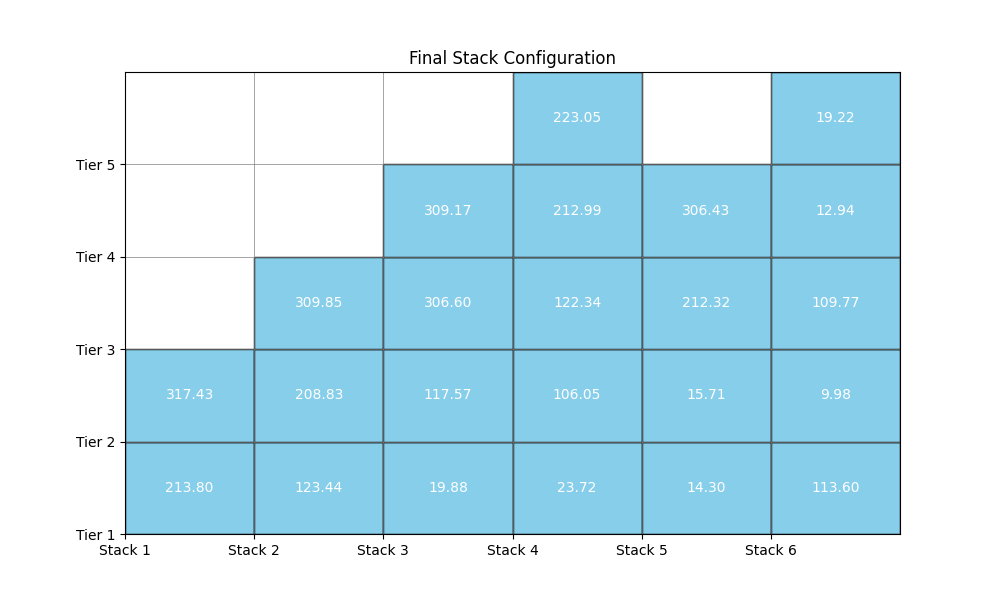 Final Stack Configuration
223.05 19.22
Tier 5
309.17 212.99 306.43 12.94
Tier 4
309.85 306.60 122.34 212.32 109.77
Tier 3
317.43 208.83 117.57 106.05 15.71 9.98
Tier 2
213.80 123.44 19.88 23.72 14.30 113.60
Tier 1
Stack 1 Stack 2 Stack 3 Stack 4 Stack 5 Stack 6